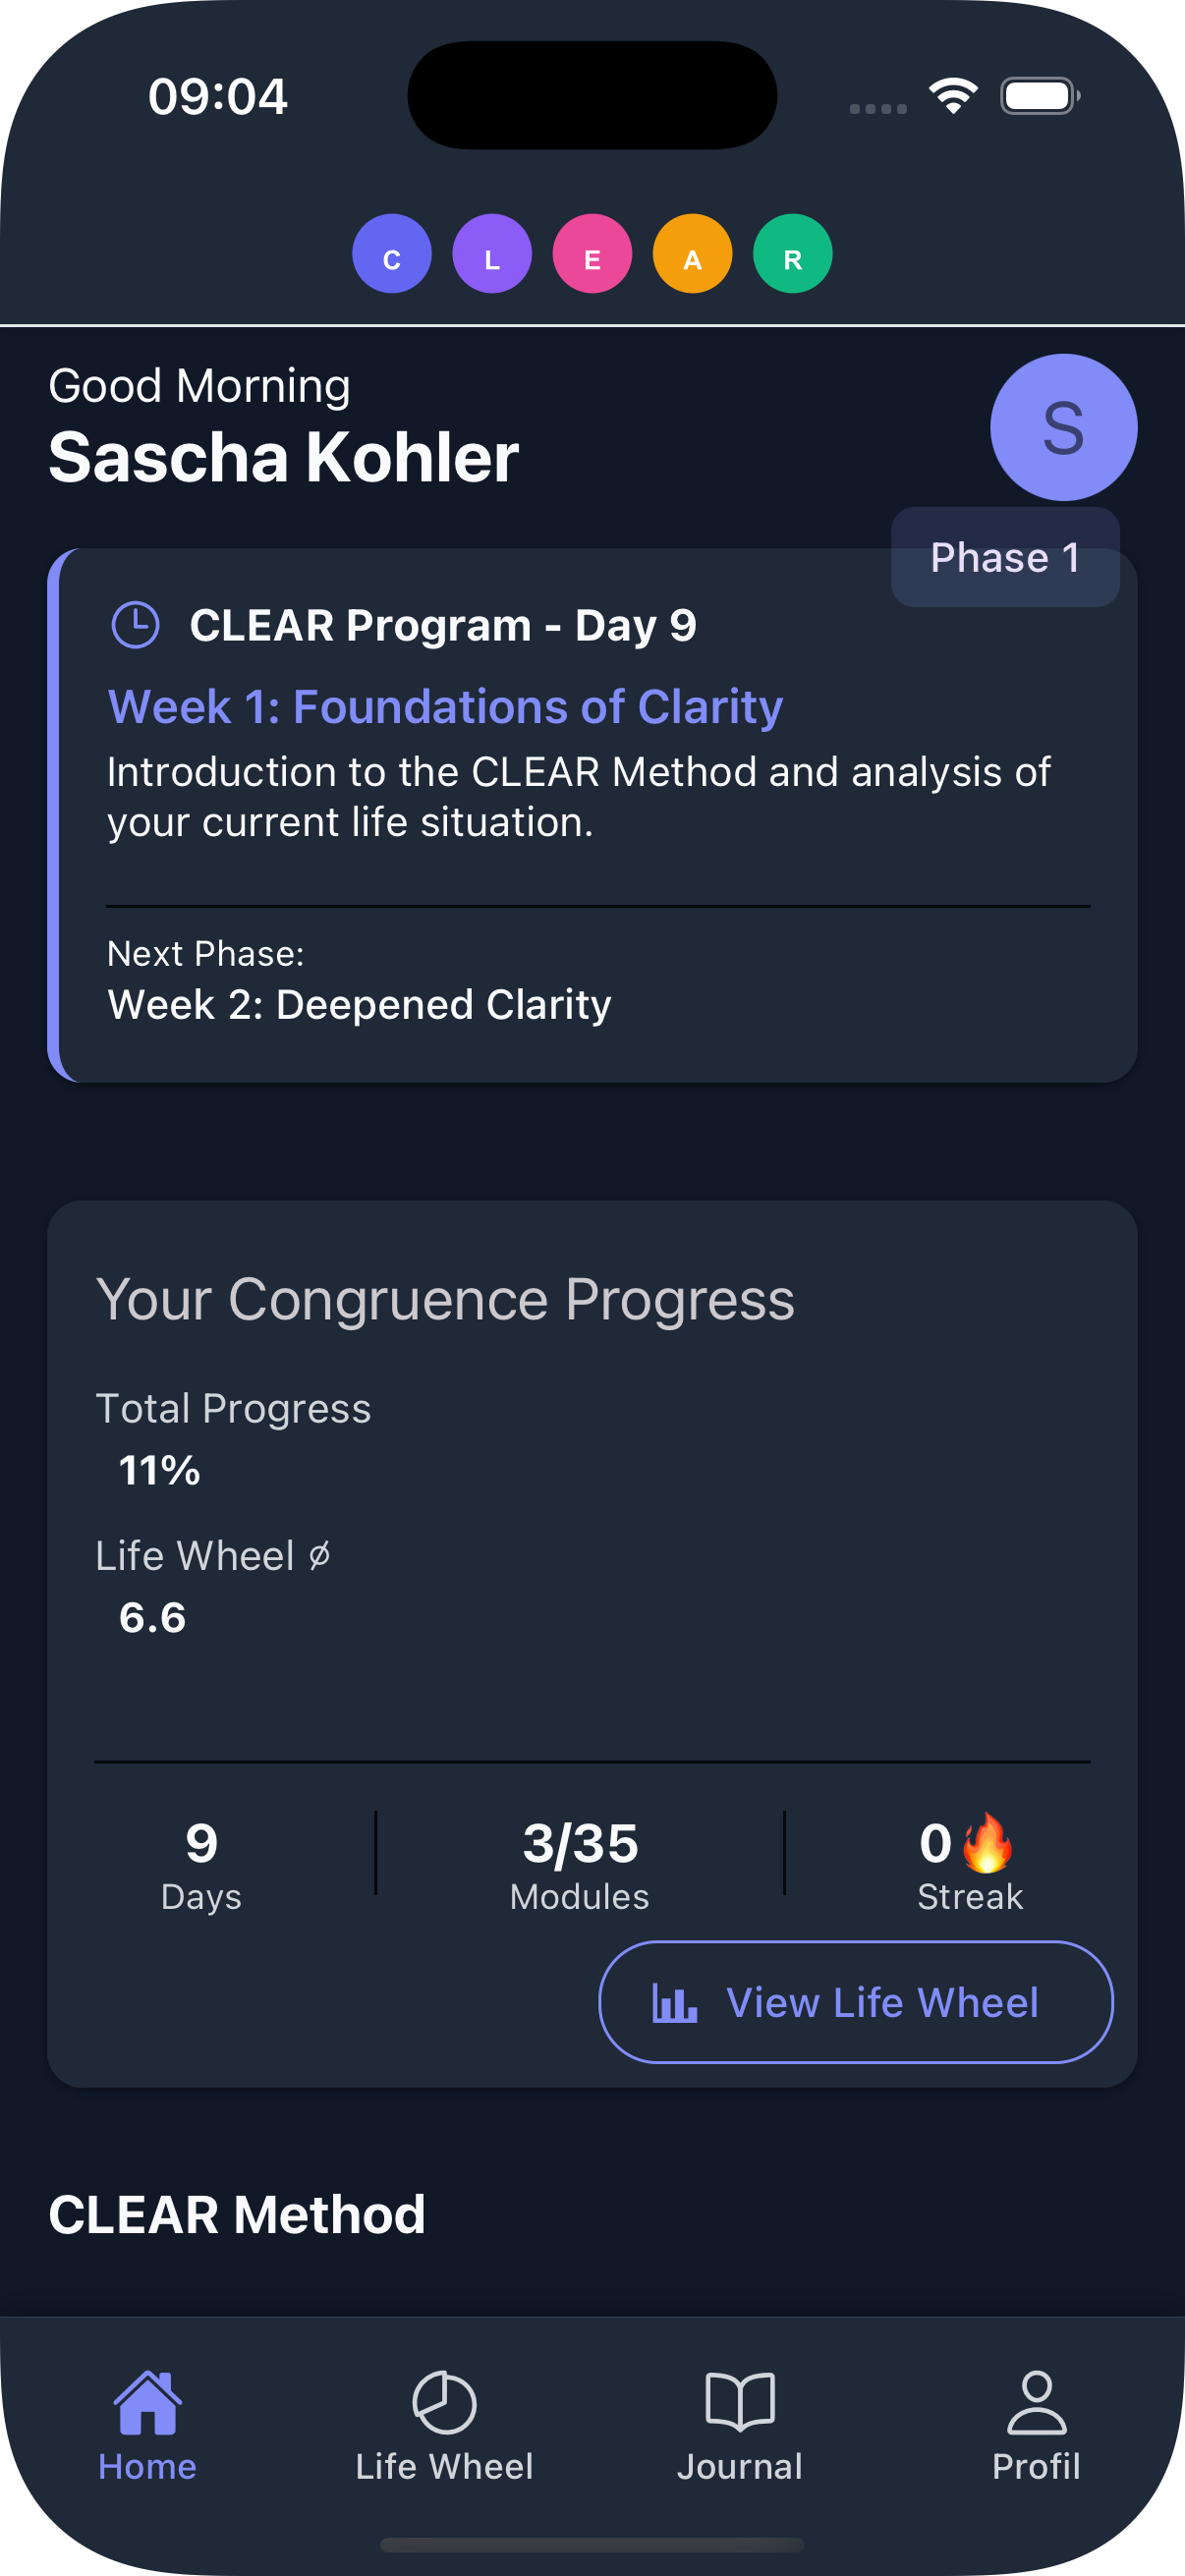 09:04
C L E A R
Good Morning
Sascha Kohler
S
Phase 1
CLEAR Program - Day 9
Week 1: Foundations of Clarity
Introduction to the CLEAR Method and analysis of
your current life situation.
Next Phase:
Week 2: Deepened Clarity
Your Congruence Progress
Total Progress
11%
Life Wheel ∅
6.6
9 3/35 0🔥
Days Modules Streak
View Life Wheel
CLEAR Method
Home Life Wheel Journal Profil